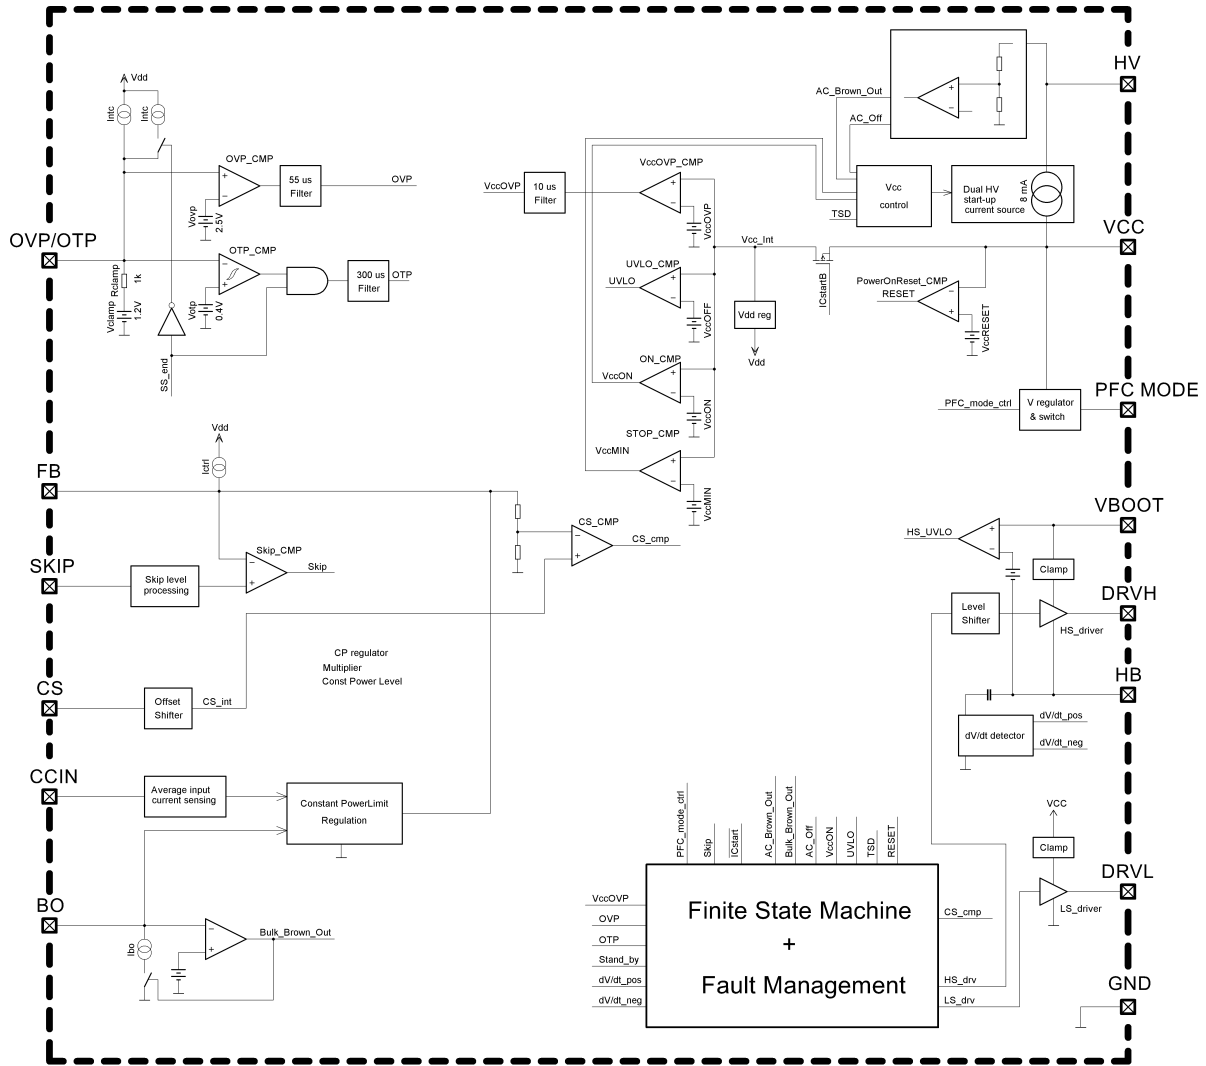 HV
VCC
PFC MODE
VBOOT
DRVH
HB
DRVL
GND
OVP/OTP
FB
SKIP
CS
CCIN
BO
Vdd
Intc
Intc
OVP_CMP
+
−
55 us
Filter
OVP
Vovp
2.5V
OTP_CMP
+
−
300 us
Filter
OTP
Votp
0.4V
Rclamp
1k
Vclamp
1.2V
SS_end
AC_Brown_Out
AC_Off
+
−
Vcc
control
TSD
Dual HV
start-up
current source
8 mA
VccOVP
10 us
Filter
VccOVP_CMP
+
−
VccOVP
Vcc_Int
ICstartB
UVLO_CMP
UVLO
+
−
VccOFF
Vdd reg
Vdd
PowerOnReset_CMP
RESET
+
−
VccRESET
ON_CMP
VccON
+
−
VccON
STOP_CMP
VccMIN
+
−
VccMIN
PFC_mode_ctrl
V regulator
& switch
Vdd
Ictrl
CS_CMP
−
+
CS_cmp
Skip_CMP
−
+
Skip
Skip level
processing
HS_UVLO
+
−
Clamp
Level
Shifter
HS_driver
CP regulator
Multiplier
Const Power Level
Offset
Shifter
CS_int
dV/dt detector
dV/dt_pos
dV/dt_neg
Average input
current sensing
Constant PowerLimit
Regulation
−
+
Bulk_Brown_Out
Ibo
VCC
Clamp
LS_driver
PFC_mode_ctrl
Skip
ICstart
AC_Brown_Out
Bulk_Brown_Out
AC_Off
VccON
UVLO
TSD
RESET
VccOVP
OVP
OTP
Stand_by
dV/dt_pos
dV/dt_neg
Finite State Machine
+
Fault Management
CS_cmp
HS_drv
LS_drv